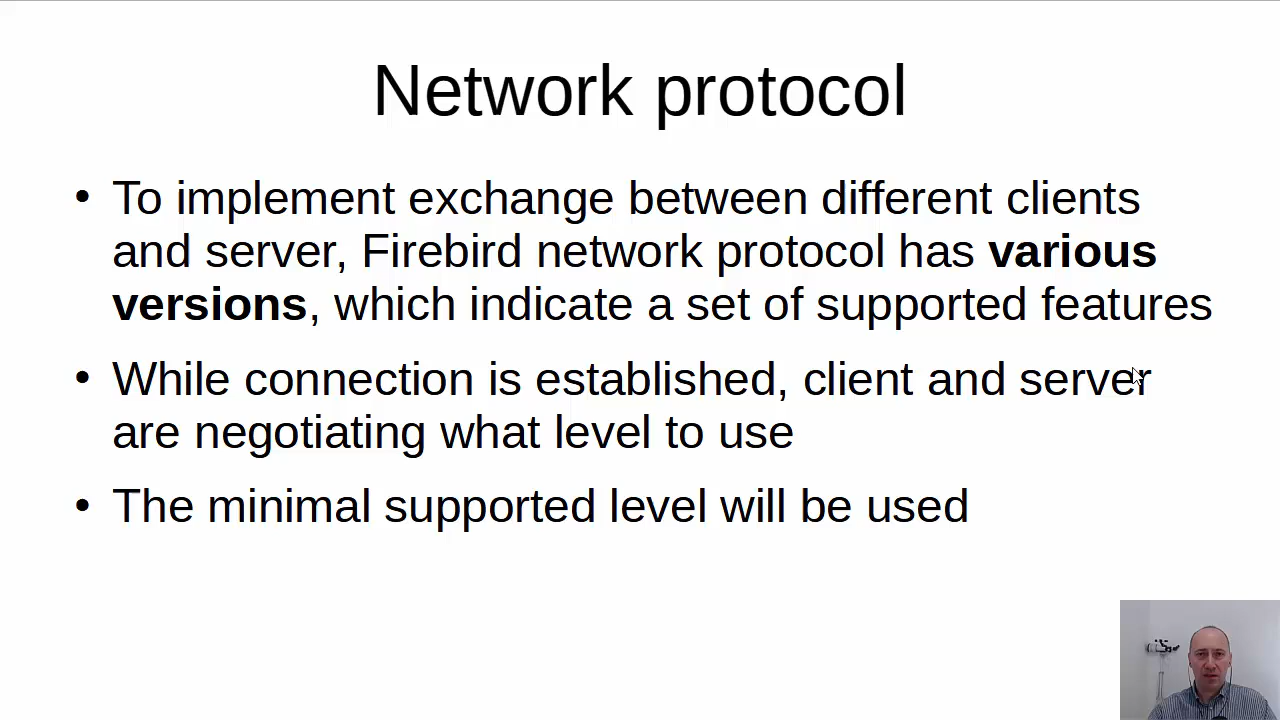 Network protocol
• To implement exchange between different clients
and server, Firebird network protocol has various
versions, which indicate a set of supported features
• While connection is established, client and server
are negotiating what level to use
• The minimal supported level will be used